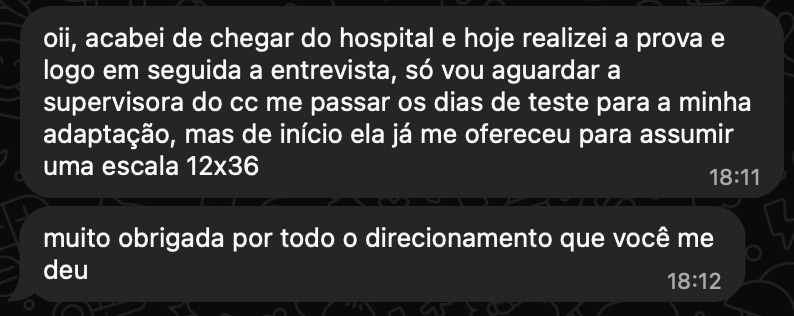 oii, acabei de chegar do hospital e hoje realizei a prova e
logo em seguida a entrevista, só vou aguardar a
supervisora do cc me passar os dias de teste para a minha
adaptação, mas de início ela já me ofereceu para assumir
uma escala 12x36
18:11
muito obrigada por todo o direcionamento que você me
deu
18:12